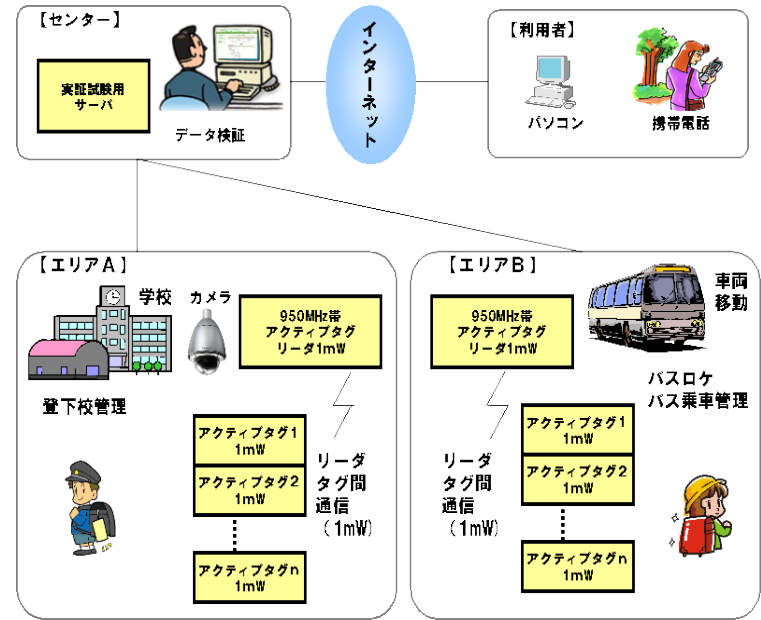 【センター】
実証試験用
サーバ
データ検証
インターネット
【利用者】
パソコン
携帯電話
【エリアA】
学校
カメラ
950MHz帯
アクティブタグ
リーダ1mW
登下校管理
アクティブタグ1
1mW
アクティブタグ2
1mW
アクティブタグn
1mW
リーダ
タグ間
通信
(1mW)
【エリアB】
950MHz帯
アクティブタグ
リーダ1mW
車両
移動
バスロケ
バス乗車管理
リーダ
タグ間
通信
(1mW)
アクティブタグ1
1mW
アクティブタグ2
1mW
アクティブタグn
1mW